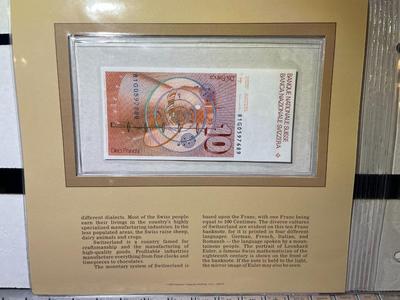 BANQUE NATIONALE SUISSE
BANCA NAZIONALE SVIZZERA
81G0597689
81G0597689
10
Dieci Franchi
different dialects. Most of the Swiss people
earn their livings in the country's highly
specialized manufacturing industries. In the
less populated areas, the Swiss raise sheep,
dairy animals and crops.
Switzerland is a country famed for
craftsmanship and the manufacturing of
high-quality goods. Profitable industries
manufacture everything from fine clocks and
timepieces to chocolates.
The monetary system of Switzerland is
based upon the Franc, with one Franc being
equal to 100 Centimes. The diverse cultures
of Switzerland are evident on this ten Franc
banknote, for it is printed in four different
languages: German, French, Italian, and
Romansh — the language spoken by a moun-
tainous people. The portrait of Leonhard
Euler, a famous Swiss mathematician of the
eighteenth century is shown on the front of
the banknote. If the note is held to the light,
the mirror image of Euler may also be seen.